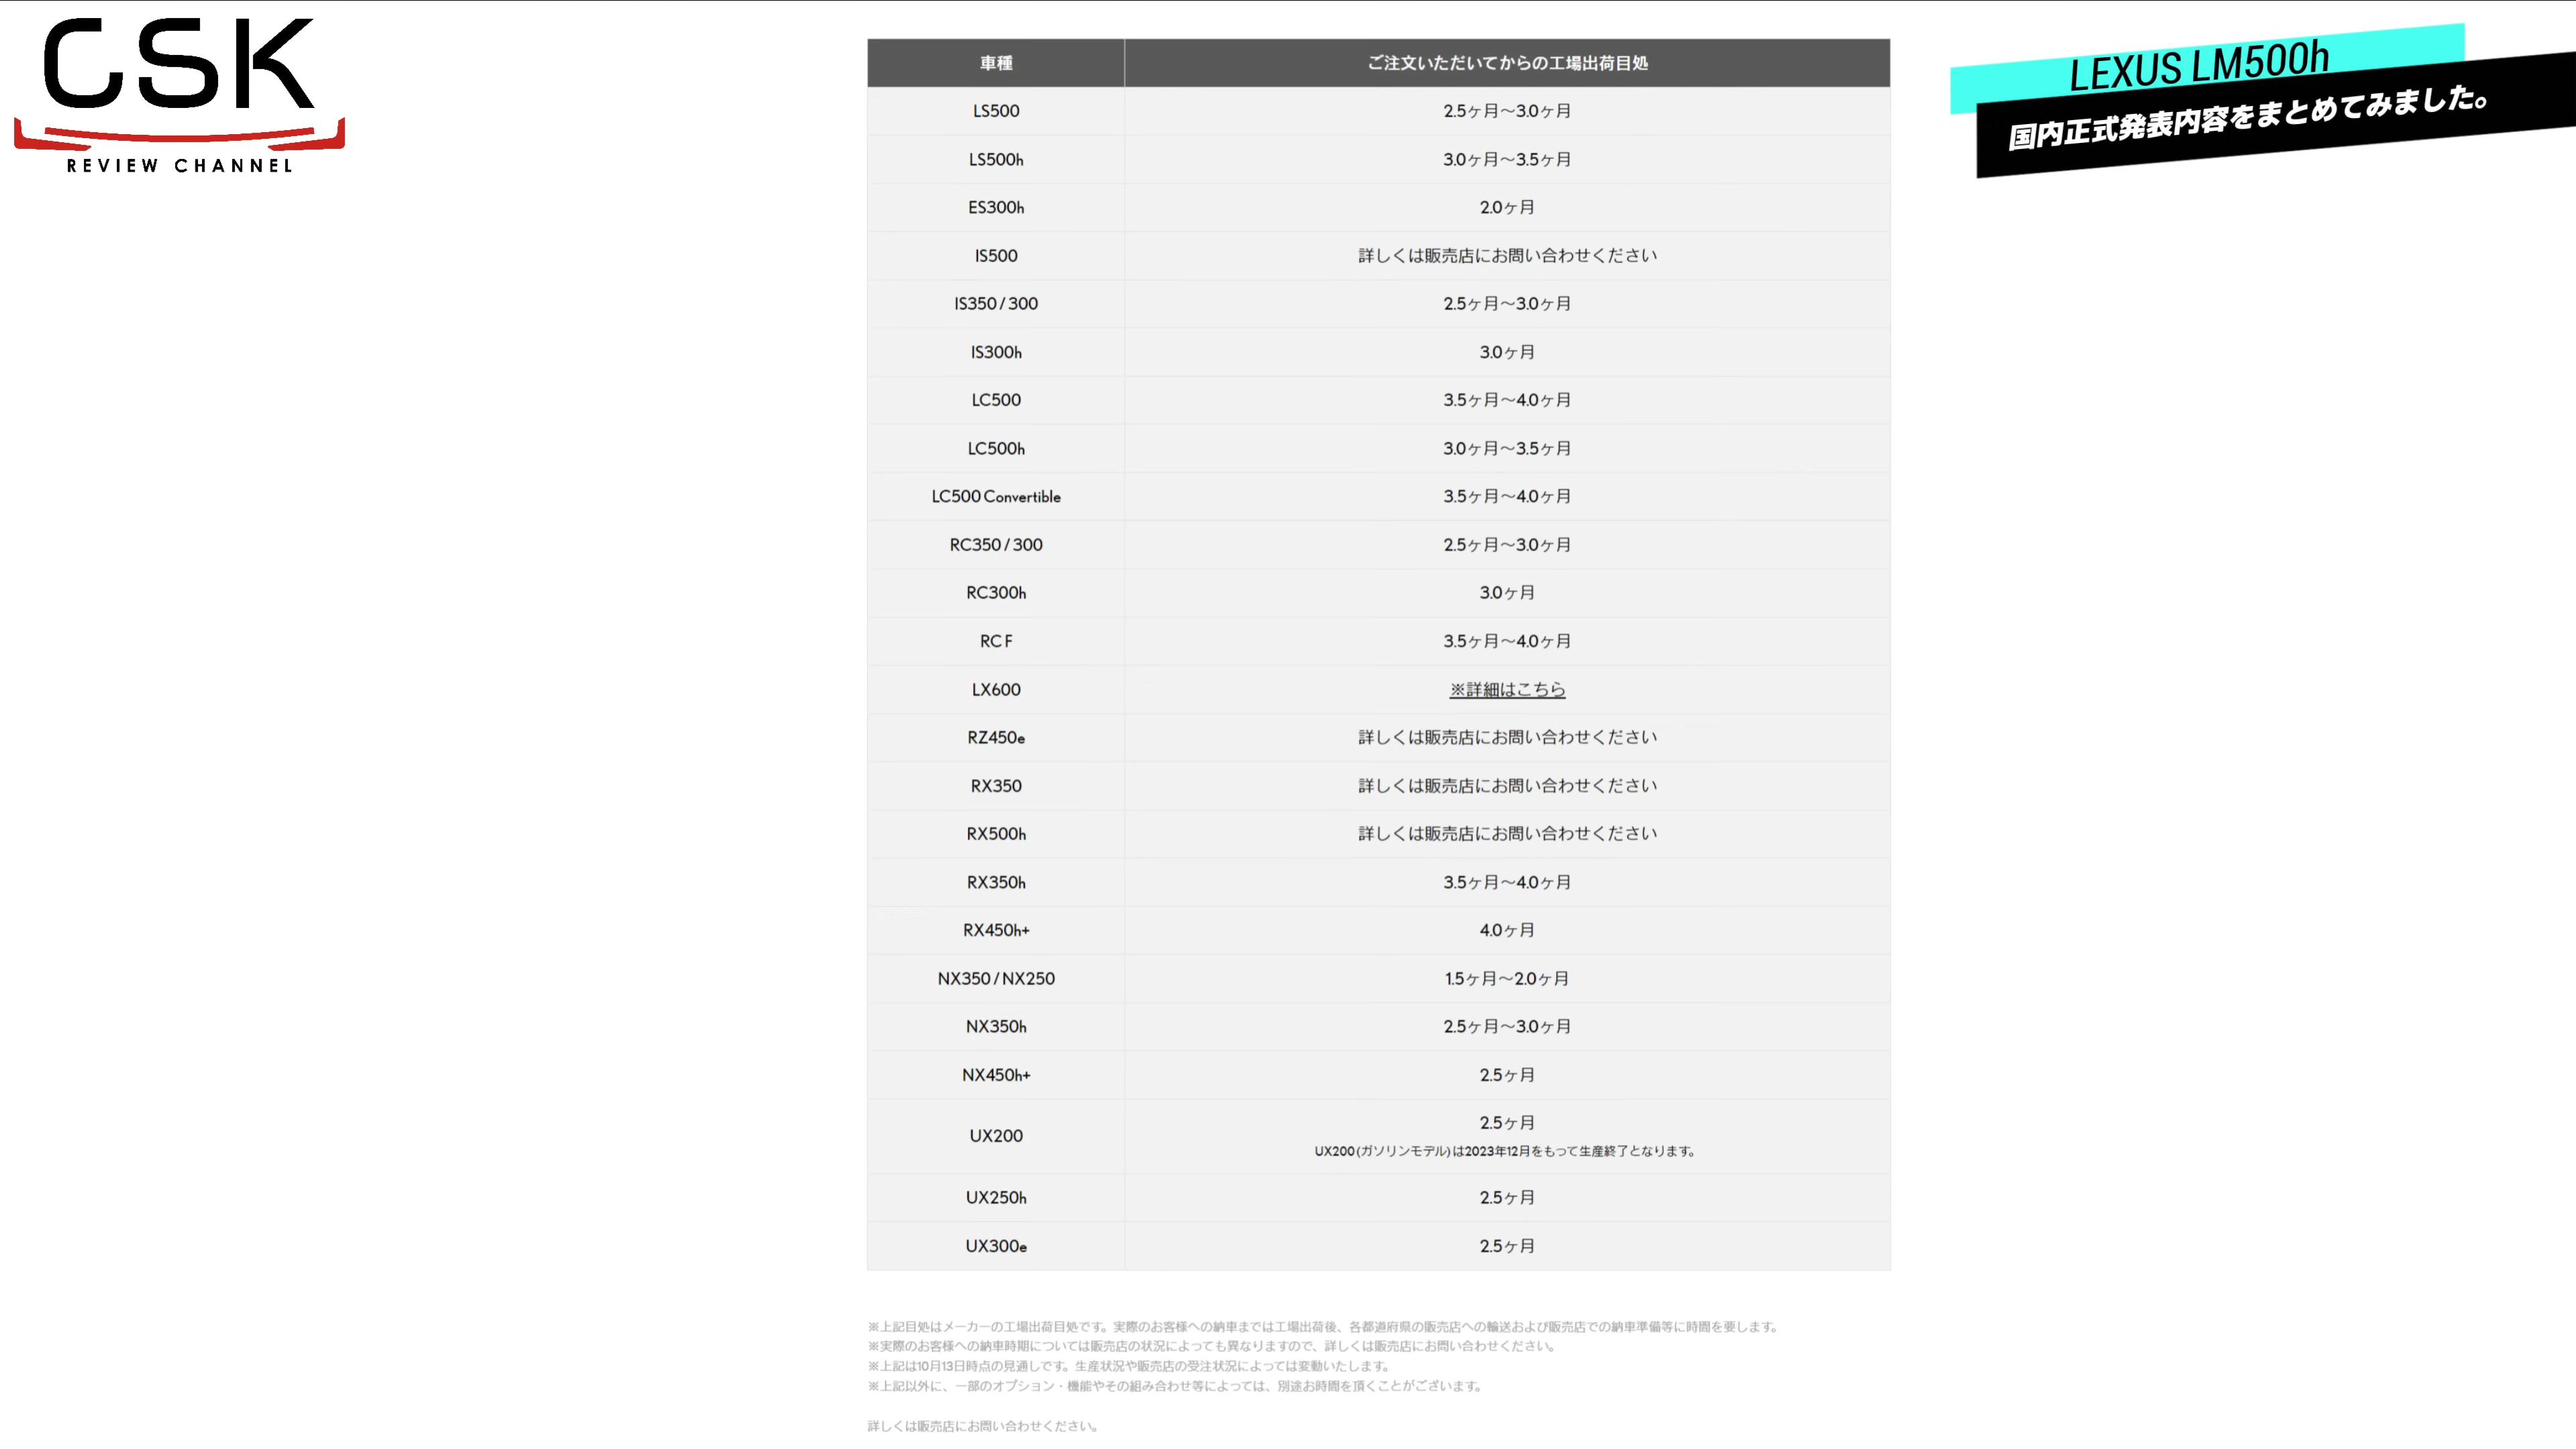 CSK
REVIEW CHANNEL
LEXUS LM500h
国内正式発表内容をまとめてみました。
車種 ご注文いただいてからの工場出荷目処
LS500 2.5ヶ月～3.0ヶ月
LS500h 3.0ヶ月～3.5ヶ月
ES300h 2.0ヶ月
IS500 詳しくは販売店にお問い合わせください
IS350 / 300 2.5ヶ月～3.0ヶ月
IS300h 3.0ヶ月
LC500 3.5ヶ月～4.0ヶ月
LC500h 3.0ヶ月～3.5ヶ月
LC500 Convertible 3.5ヶ月～4.0ヶ月
RC350 / 300 2.5ヶ月～3.0ヶ月
RC300h 3.0ヶ月
RC F 3.5ヶ月～4.0ヶ月
LX600 ※詳細はこちら
RZ450e 詳しくは販売店にお問い合わせください
RX350 詳しくは販売店にお問い合わせください
RX500h 詳しくは販売店にお問い合わせください
RX350h 3.5ヶ月～4.0ヶ月
RX450h+ 4.0ヶ月
NX350 / NX250 1.5ヶ月～2.0ヶ月
NX350h 2.5ヶ月～3.0ヶ月
NX450h+ 2.5ヶ月
UX200 2.5ヶ月
UX200 (ガソリンモデル) は2023年12月をもって生産終了となります。
UX250h 2.5ヶ月
UX300e 2.5ヶ月
※上記目処はメーカーの工場出荷目処です。実際のお客様への納車までは工場出荷後、各都道府県の販売店への輸送および販売店での納車準備等に時間を要します。
※実際のお客様への納車時期については販売店の状況によっても異なりますので、詳しくは販売店にお問い合わせください。
※上記は10月13日時点の見通しです。生産状況や販売店の受注状況によっては変動いたします。
※上記以外に、一部のオプション・機能やその組み合わせ等によっては、別途お時間を頂くことがございます。
詳しくは販売店にお問い合わせください。